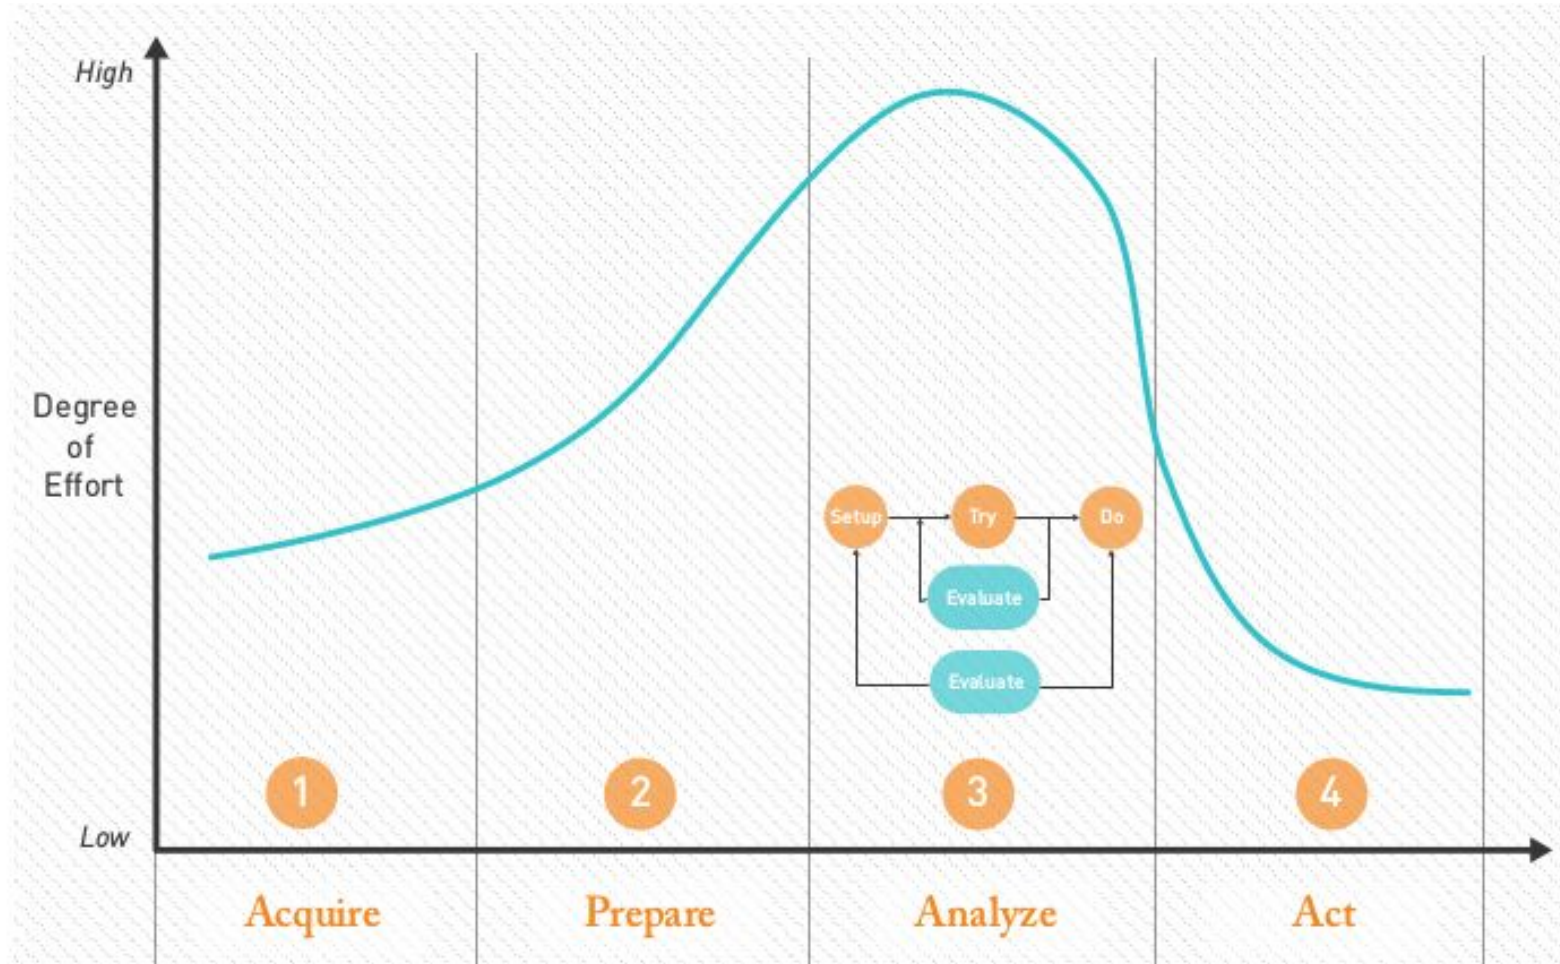 High
Degree
of
Effort
Setup
Try
Do
Evaluate
Evaluate
1
2
3
4
Low
Acquire
Prepare
Analyze
Act